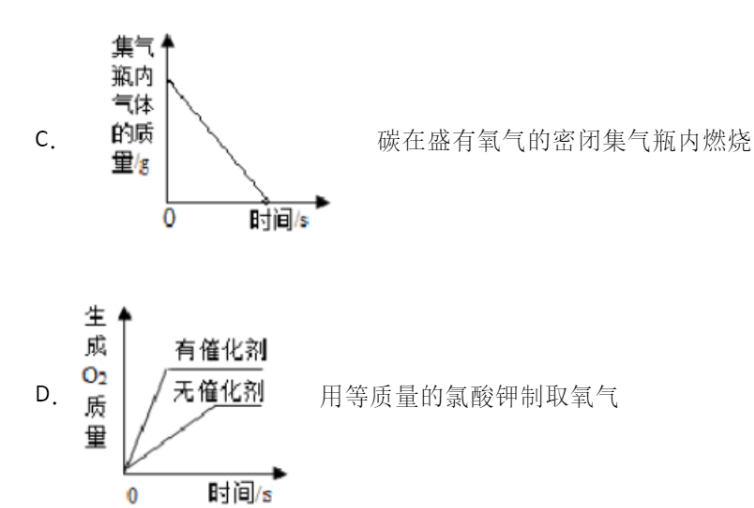 集气
瓶内
气体
的质
量/g
C.
碳在盛有氧气的密闭集气瓶内燃烧
0
时间/s
生
成
O₂
质
量
有催化剂
无催化剂
D.
用等质量的氯酸钾制取氧气
0
时间/s